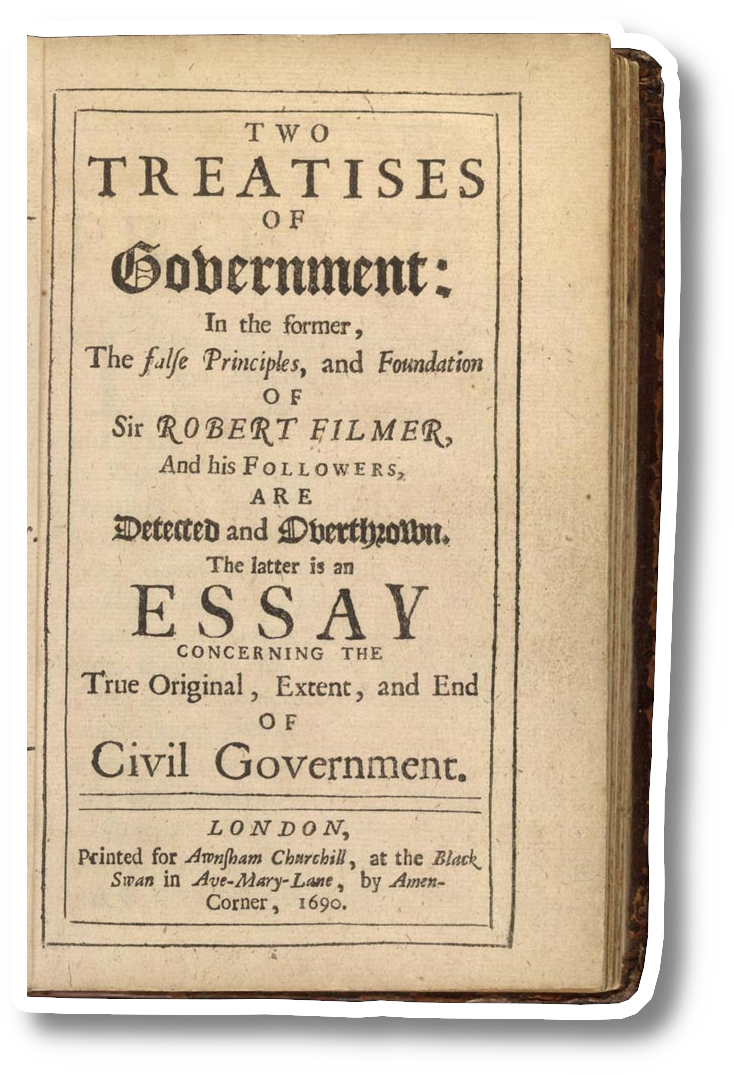 TWO
TREATISES
OF
Government:
In the former,
The falſe Principles, and Foundation
OF
Sir ROBERT FILMER,
And his FOLLOWERS,
ARE
Detected and Overthrown.
The latter is an
ESSAY
CONCERNING THE
True Original, Extent, and End
OF
Civil Government.
LONDON,
Printed for Awnſham Churchill, at the Black
Swan in Ave-Mary-Lane, by Amen-
Corner, 1690.